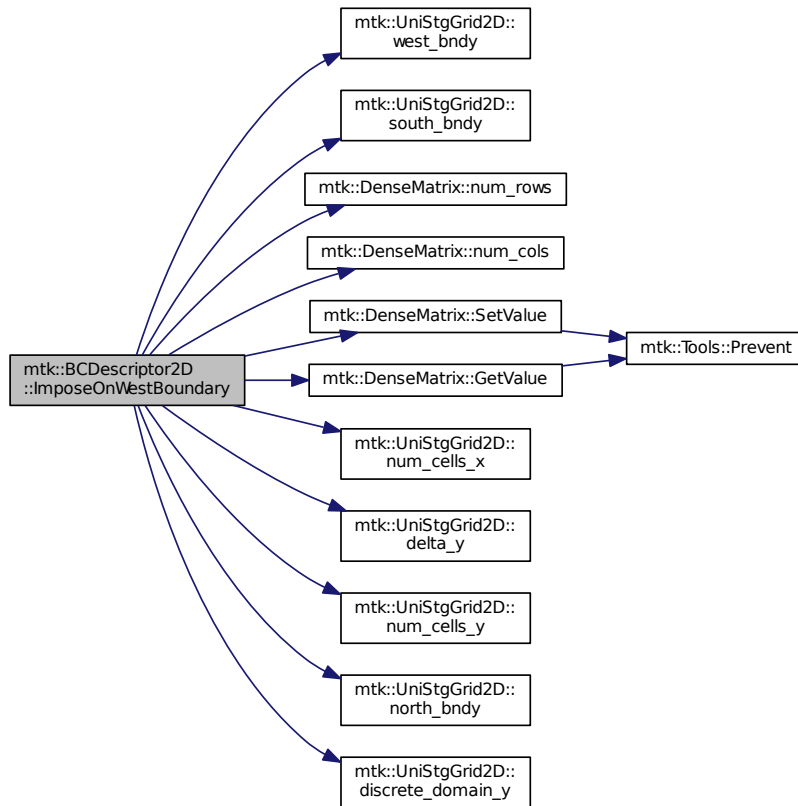 mtk::UniStgGrid2D::
west_bndy
mtk::UniStgGrid2D::
south_bndy
mtk::DenseMatrix::num_rows
mtk::DenseMatrix::num_cols
mtk::DenseMatrix::SetValue
mtk::Tools::Prevent
mtk::BCDescriptor2D
::ImposeOnWestBoundary
mtk::DenseMatrix::GetValue
mtk::UniStgGrid2D::
num_cells_x
mtk::UniStgGrid2D::
delta_y
mtk::UniStgGrid2D::
num_cells_y
mtk::UniStgGrid2D::
north_bndy
mtk::UniStgGrid2D::
discrete_domain_y